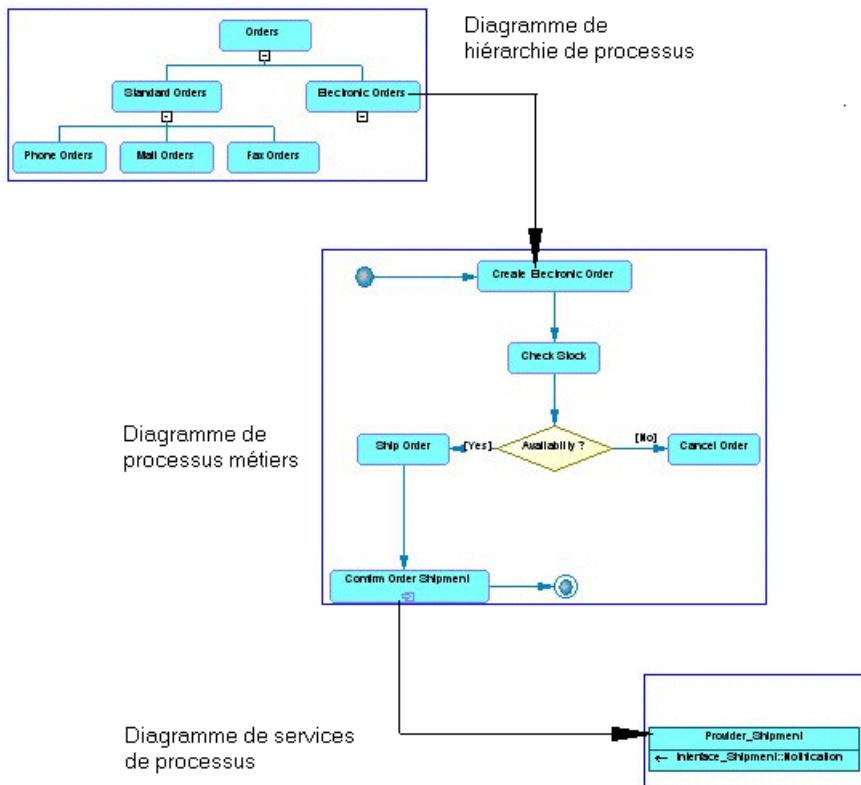 Orders
Diagramme de
hiérarchie de processus
Standard Orders
Electronic Orders
Phone Orders
Mail Orders
Fax Orders
Create Electronic Order
Check Stock
Diagramme de
processus métiers
Ship Order
[Yes]
Availability ?
[No]
Cancel Order
Confirm Order Shipment
Diagramme de services
de processus
Provider_Shipment
Interface_Shipment::Notification